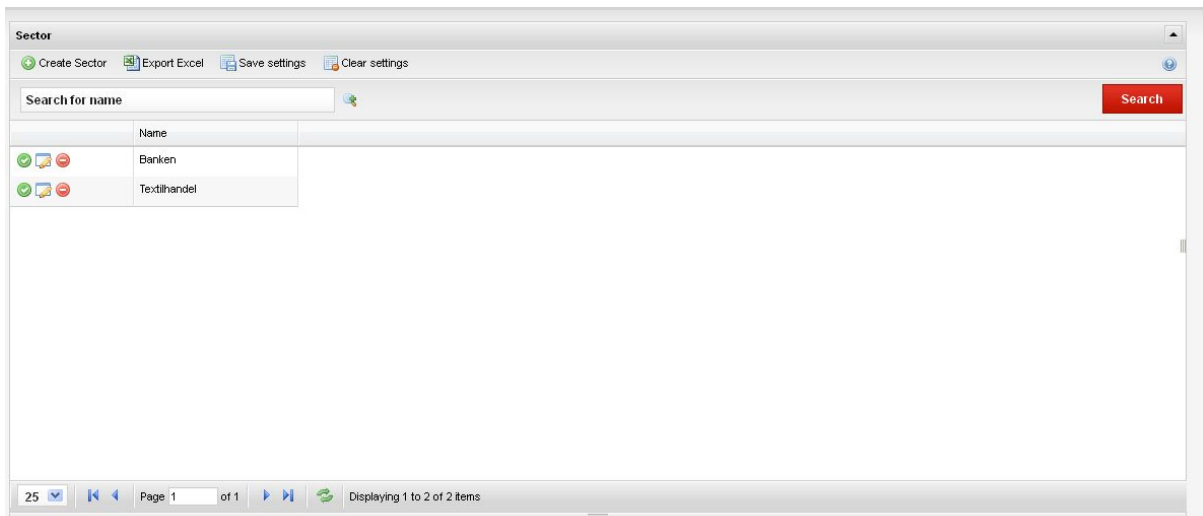 Sector
Create Sector Export Excel Save settings Clear settings
Search for name Search
Name
Banken
Textilhandel
25 Page 1 of 1 Displaying 1 to 2 of 2 items